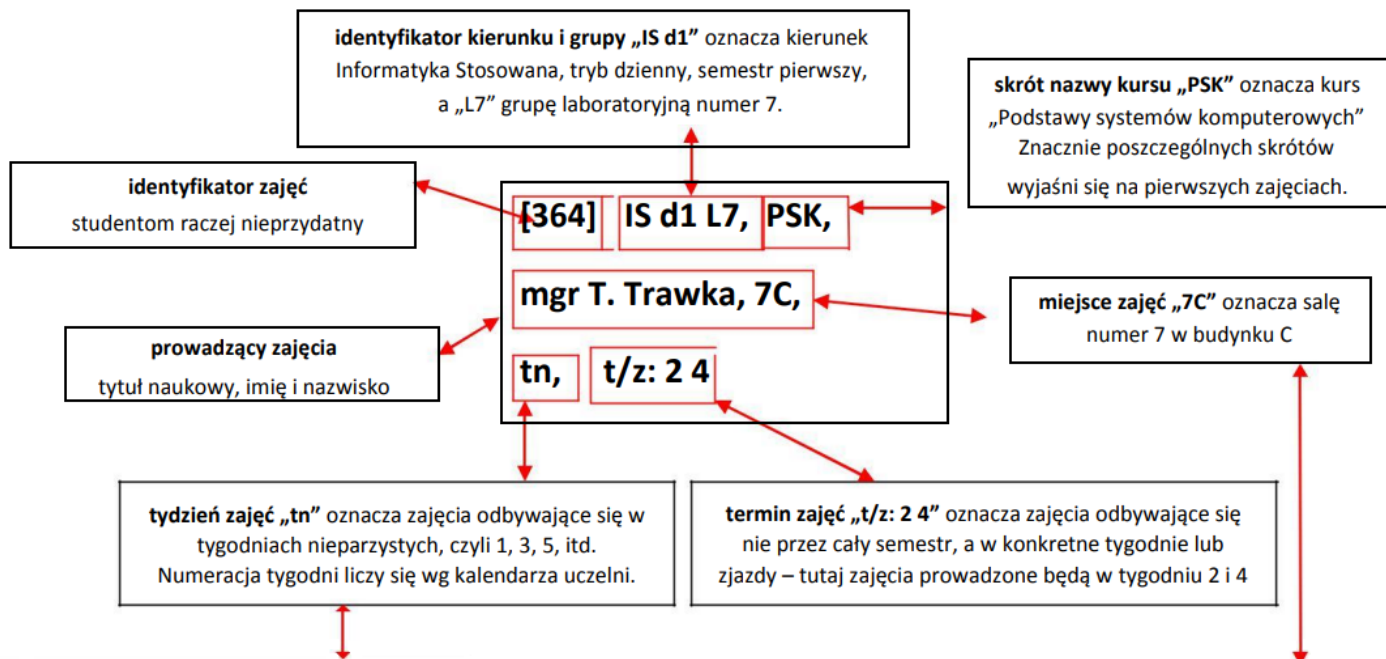 identyfikator kierunku i grupy „IS d1” oznacza kierunek
Informatyka Stosowana, tryb dzienny, semestr pierwszy,
a „L7” grupę laboratoryjną numer 7.
skrót nazwy kursu „PSK” oznacza kurs
„Podstawy systemów komputerowych”
Znacznie poszczególnych skrótów
wyjaśni się na pierwszych zajęciach.
identyfikator zajęć
studentom raczej nieprzydatny
[364] IS d1 L7, PSK,
mgr T. Trawka, 7C,
tn, t/z: 2 4
miejsce zajęć „7C” oznacza salę
numer 7 w budynku C
prowadzący zajęcia
tytuł naukowy, imię i nazwisko
tydzień zajęć „tn” oznacza zajęcia odbywające się w
tygodniach nieparzystych, czyli 1, 3, 5, itd.
Numeracja tygodni liczy się wg kalendarza uczelni.
termin zajęć „t/z: 2 4” oznacza zajęcia odbywające się
nie przez cały semestr, a w konkretne tygodnie lub
zjazdy – tutaj zajęcia prowadzone będą w tygodniu 2 i 4